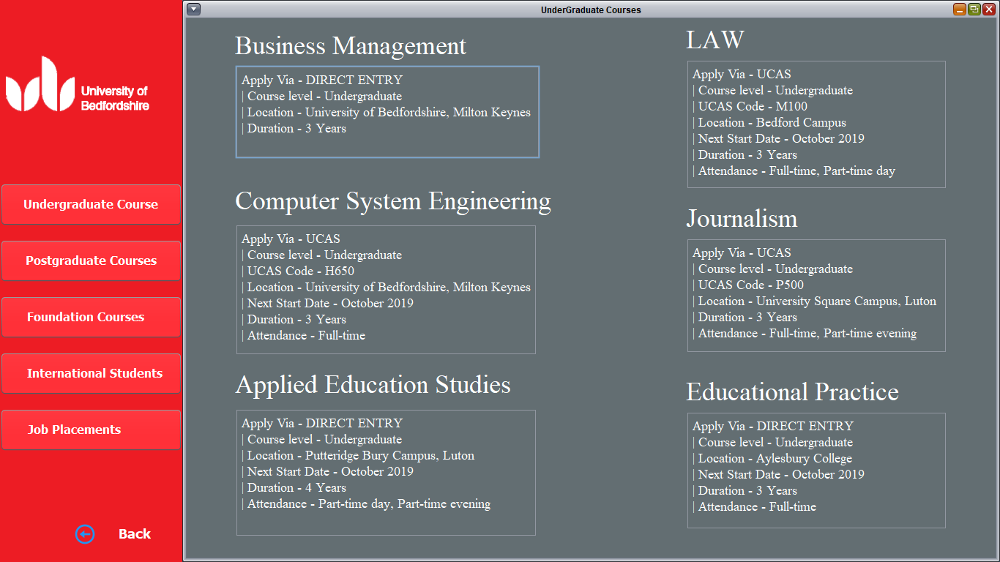 UnderGraduate Courses
University of
Bedfordshire
Undergraduate Course
Postgraduate Courses
Foundation Courses
International Students
Job Placements
Back
Business Management
Apply Via - DIRECT ENTRY
| Course level - Undergraduate
| Location - University of Bedfordshire, Milton Keynes
| Duration - 3 Years
Computer System Engineering
Apply Via - UCAS
| Course level - Undergraduate
| UCAS Code - H650
| Location - University of Bedfordshire, Milton Keynes
| Next Start Date - October 2019
| Duration - 3 Years
| Attendance - Full-time
Applied Education Studies
Apply Via - DIRECT ENTRY
| Course level - Undergraduate
| Location - Putteridge Bury Campus, Luton
| Next Start Date - October 2019
| Duration - 4 Years
| Attendance - Part-time day, Part-time evening
LAW
Apply Via - UCAS
| Course level - Undergraduate
| UCAS Code - M100
| Location - Bedford Campus
| Next Start Date - October 2019
| Duration - 3 Years
| Attendance - Full-time, Part-time day
Journalism
Apply Via - UCAS
| Course level - Undergraduate
| UCAS Code - P500
| Location - University Square Campus, Luton
| Duration - 3 Years
| Attendance - Full-time, Part-time evening
Educational Practice
Apply Via - DIRECT ENTRY
| Course level - Undergraduate
| Location - Aylesbury College
| Next Start Date - October 2019
| Duration - 3 Years
| Attendance - Full-time